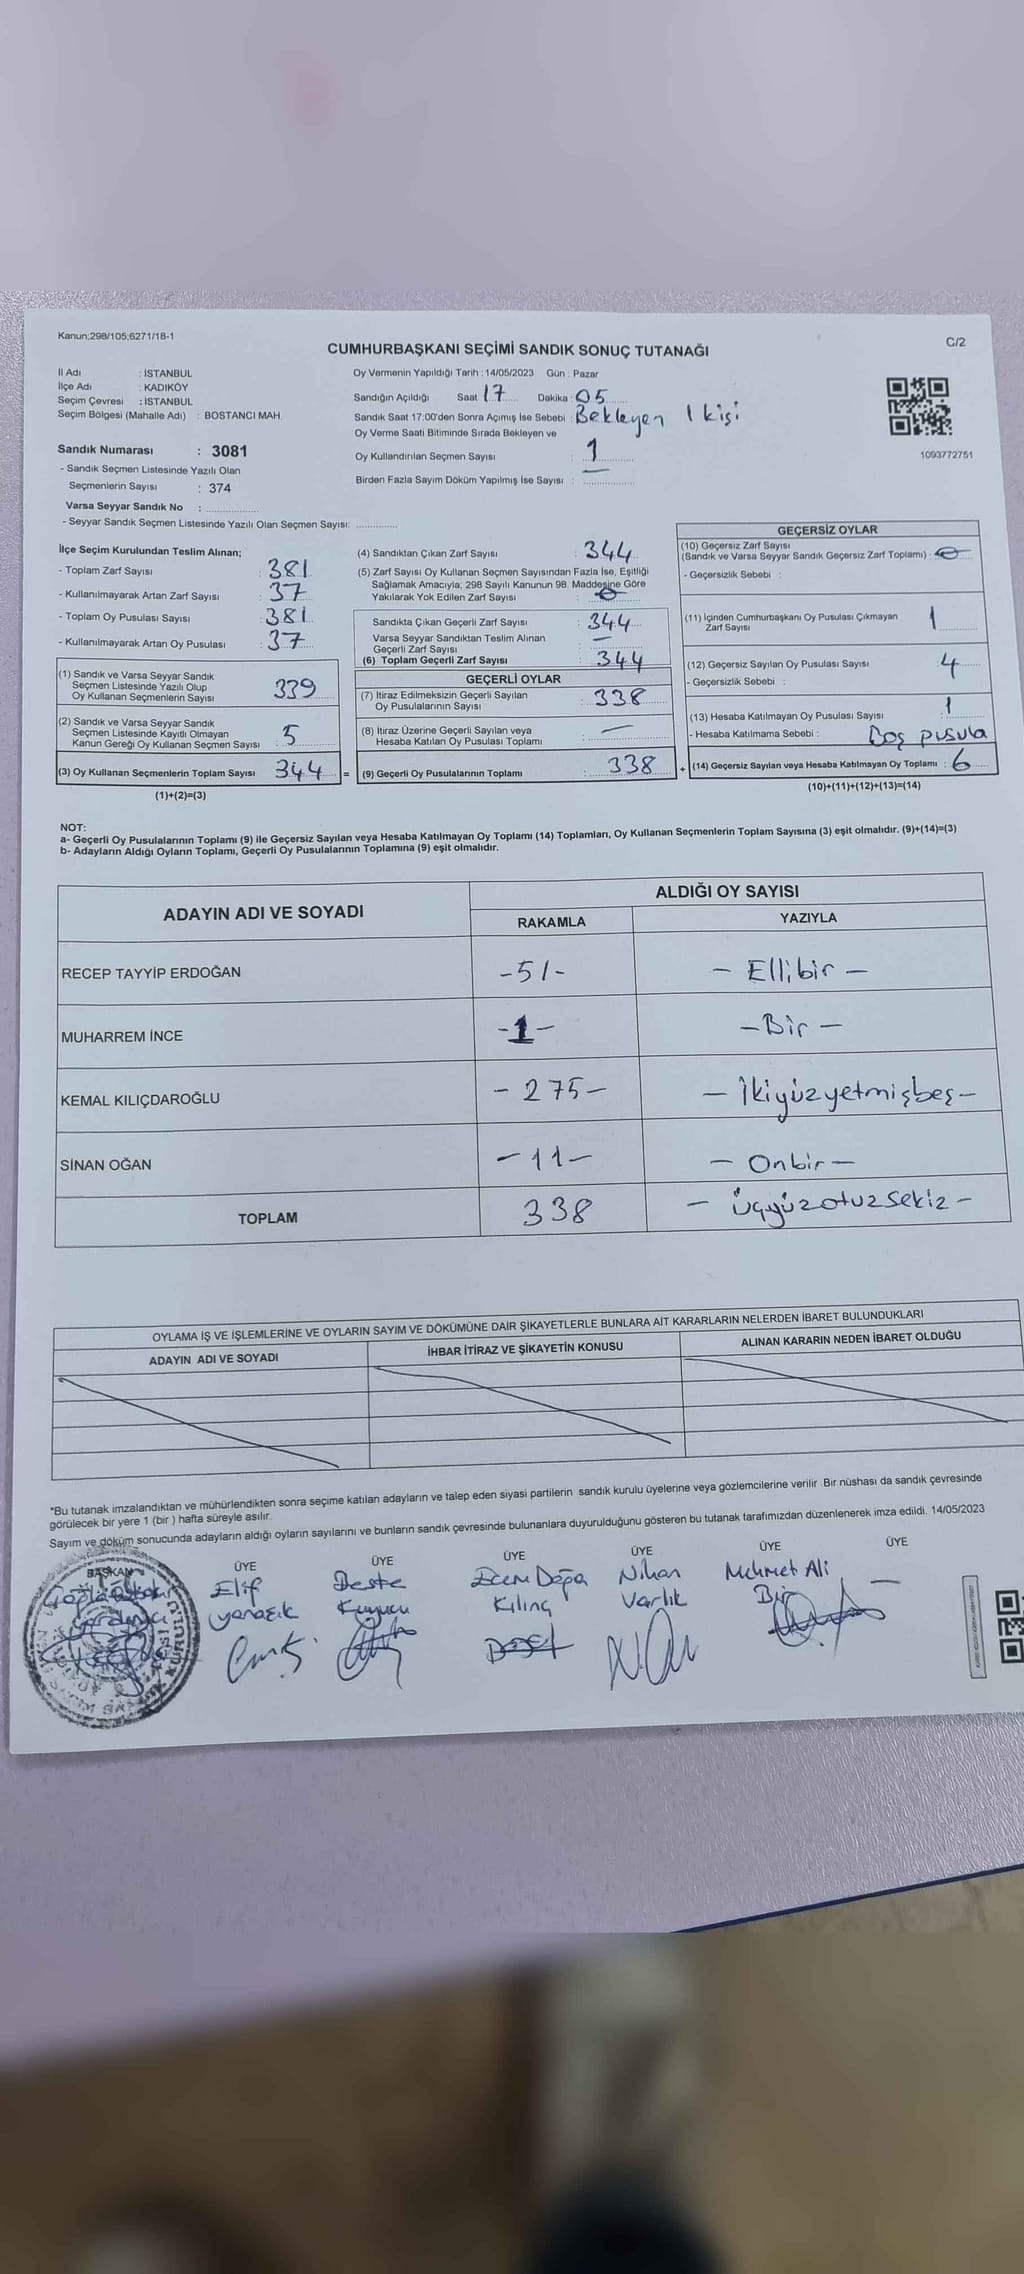 Kanun;298/105;6271/18-1
C/2
CUMHURBAŞKANI SEÇİMİ SANDIK SONUÇ TUTANAĞI
İl Adı : İSTANBUL
İlçe Adı : KADIKÖY
Seçim Çevresi : İSTANBUL
Seçim Bölgesi (Mahalle Adı) : BOSTANCI MAH.
Sandık Numarası : 3081
- Sandık Seçmen Listesinde Yazılı Olan
Seçmenlerin Sayısı : 374
Varsa Seyyar Sandık No :
- Seyyar Sandık Seçmen Listesinde Yazılı Olan Seçmen Sayısı:
Oy Vermenin Yapıldığı Tarih :14/05/2023 Gün : Pazar
Sandığın Açıldığı Saat 17 Dakika : 05
Sandık Saat 17:00'den Sonra Açımış İse Sebebi : Bekleyen 1 kişi
Oy Verme Saati Bitiminde Sırada Bekleyen ve
Oy Kullandırılan Seçmen Sayısı : 1
Birden Fazla Sayım Döküm Yapılmış İse Sayısı : —
1093772751
İlçe Seçim Kurulundan Teslim Alınan;
- Toplam Zarf Sayısı : 381
- Kullanılmayarak Artan Zarf Sayısı : 37
- Toplam Oy Pusulası Sayısı : 381
- Kullanılmayarak Artan Oy Pusulası : 37
(1) Sandık ve Varsa Seyyar Sandık
Seçmen Listesinde Yazılı Olup
Oy Kullanan Seçmenlerin Sayısı 339
(2) Sandık ve Varsa Seyyar Sandık
Seçmen Listesinde Kayıtlı Olmayan
Kanun Gereği Oy Kullanan Seçmen Sayısı : 5
(3) Oy Kullanan Seçmenlerin Toplam Sayısı 344 =
(1)+(2)=(3)
(4) Sandıktan Çıkan Zarf Sayısı : 344
(5) Zarf Sayısı Oy Kullanan Seçmen Sayısından Fazla İse, Eşitliği
Sağlamak Amacıyla; 298 Sayılı Kanunun 98. Maddesine Göre
Yakılarak Yok Edilen Zarf Sayısı : 0
Sandıkta Çıkan Geçerli Zarf Sayısı : 344
Varsa Seyyar Sandıktan Teslim Alınan
Geçerli Zarf Sayısı : —
(6) Toplam Geçerli Zarf Sayısı : 344
GEÇERLİ OYLAR
(7) İtiraz Edilmeksizin Geçerli Sayılan
Oy Pusulalarının Sayısı : 338
(8) İtiraz Üzerine Geçerli Sayılan veya
Hesaba Katılan Oy Pusulası Toplamı : —
(9) Geçerli Oy Pusulalarının Toplamı : 338 +
GEÇERSİZ OYLAR
(10) Geçersiz Zarf Sayısı
(Sandık ve Varsa Seyyar Sandık Geçersiz Zarf Toplamı) : 0
- Geçersizlik Sebebi :
(11) İçinden Cumhurbaşkanı Oy Pusulası Çıkmayan
Zarf Sayısı : 1
(12) Geçersiz Sayılan Oy Pusulası Sayısı : 4
- Geçersizlik Sebebi :
(13) Hesaba Katılmayan Oy Pusulası Sayısı : 1
- Hesaba Katılmama Sebebi : Boş pusula
(14) Geçersiz Sayılan veya Hesaba Katılmayan Oy Toplamı : 6
(10)+(11)+(12)+(13)=(14)
NOT:
a- Geçerli Oy Pusulalarının Toplamı (9) ile Geçersiz Sayılan veya Hesaba Katılmayan Oy Toplamı (14) Toplamları, Oy Kullanan Seçmenlerin Toplam Sayısına (3) eşit olmalıdır. (9)+(14)=(3)
b- Adayların Aldığı Oyların Toplamı, Geçerli Oy Pusulalarının Toplamına (9) eşit olmalıdır.
ADAYIN ADI VE SOYADI
ALDIĞI OY SAYISI
RAKAMLA YAZIYLA
RECEP TAYYİP ERDOĞAN -51- - Ellibir -
MUHARREM İNCE -1- -Bir -
KEMAL KILIÇDAROĞLU - 275- - İkiyüzyetmişbeş-
SİNAN OĞAN -11- - Onbir -
TOPLAM 338 - üçyüzotuzsekiz -
OYLAMA İŞ VE İŞLEMLERİNE VE OYLARIN SAYIM VE DÖKÜMÜNE DAİR ŞİKAYETLERLE BUNLARA AİT KARARLARIN NELERDEN İBARET BULUNDUKLARI
ADAYIN ADI VE SOYADI İHBAR İTİRAZ VE ŞİKAYETİN KONUSU ALINAN KARARIN NEDEN İBARET OLDUĞU
*Bu tutanak imzalandıktan ve mühürlendikten sonra seçime katılan adayların ve talep eden siyasi partilerin sandık kurulu üyelerine veya gözlemcilerine verilir. Bir nüshası da sandık çevresinde
görülecek bir yere 1 (bir ) hafta süreyle asılır.
Sayım ve döküm sonucunda adayların aldığı oyların sayılarını ve bunların sandık çevresinde bulunanlara duyurulduğunu gösteren bu tutanak tarafımızdan düzenlenerek imza edildi. 14/05/2023
BAŞKAN ÜYE ÜYE ÜYE ÜYE ÜYE ÜYE
Elif Deste Ecem Doğa Nihan Mehmet Ali —
Yanaşık Kuyucu Kılınç Varlık